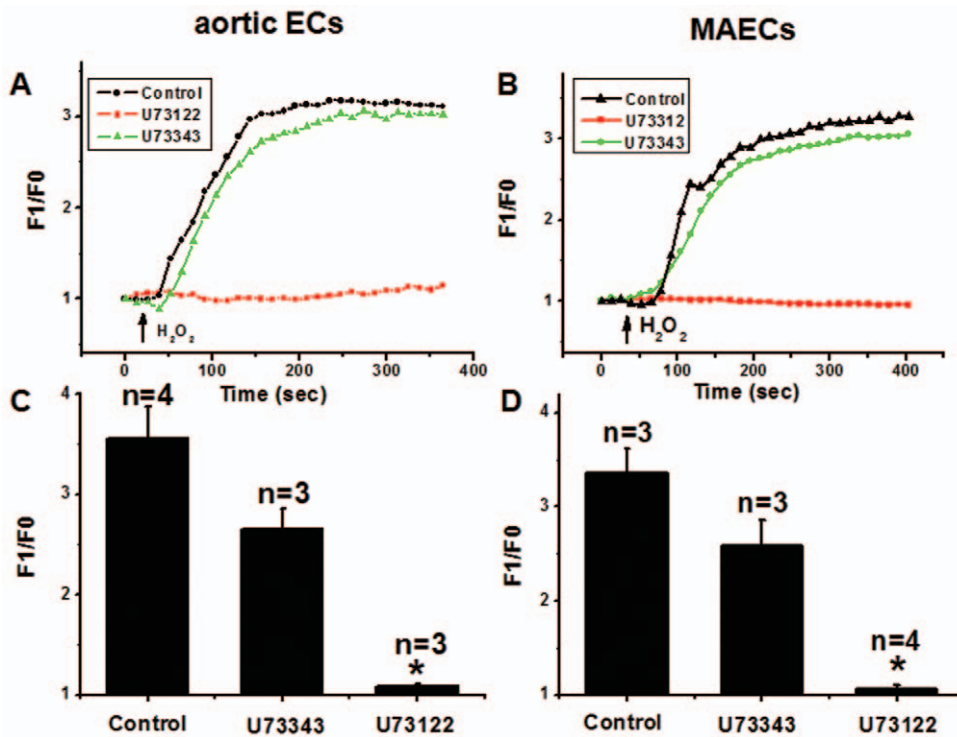 aortic ECs
MAECs
A
Control
U73122
U73343
F1/F0
3
2
1
H₂O₂
0
100
200
300
400
Time (sec)
B
Control
U73312
U73343
F1/F0
3
2
1
H₂O₂
0
100
200
300
400
Time (sec)
C
F1/F0
4
3
2
1
n=4
n=3
n=3
*
Control
U73343
U73122
D
F1/F0
4
3
2
1
n=3
n=3
n=4
*
Control
U73343
U73122